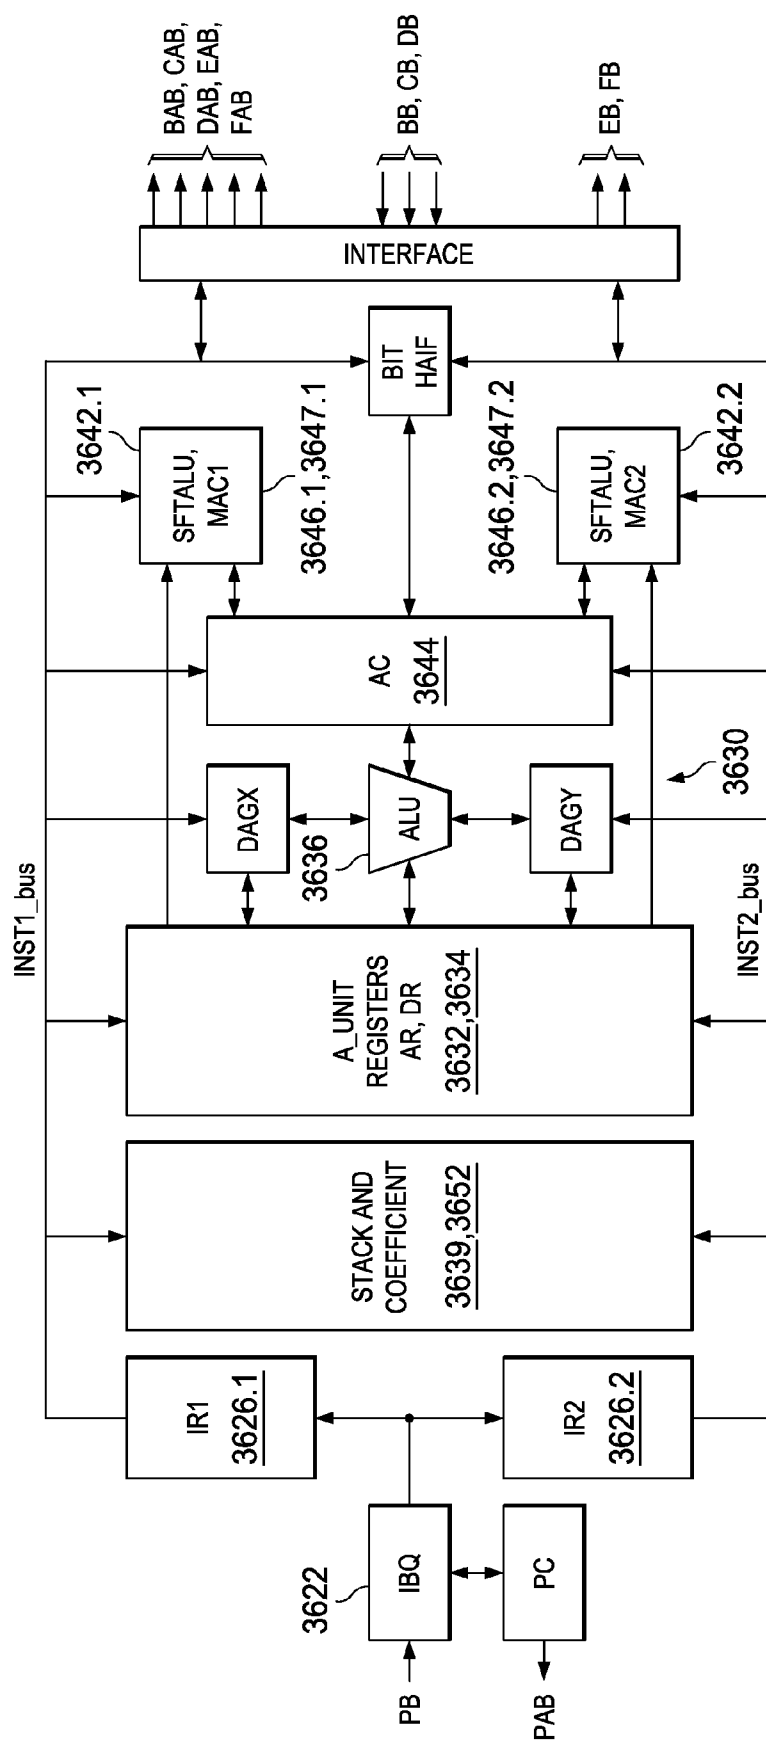 PB
PAB
3622
IBQ
PC
IR1
3626.1
IR2
3626.2
INST1_bus
INST2_bus
STACK AND
COEFFICIENT
3639,3652
A_UNIT
REGISTERS
AR, DR
3632,3634
DAGX
3636
ALU
DAGY
3630
AC
3644
3642.1
SFTALU,
MAC1
3646.1,3647.1
3646.2,3647.2
SFTALU,
MAC2
3642.2
BIT
HAIF
INTERFACE
BAB, CAB,
DAB, EAB,
FAB
BB, CB, DB
EB, FB